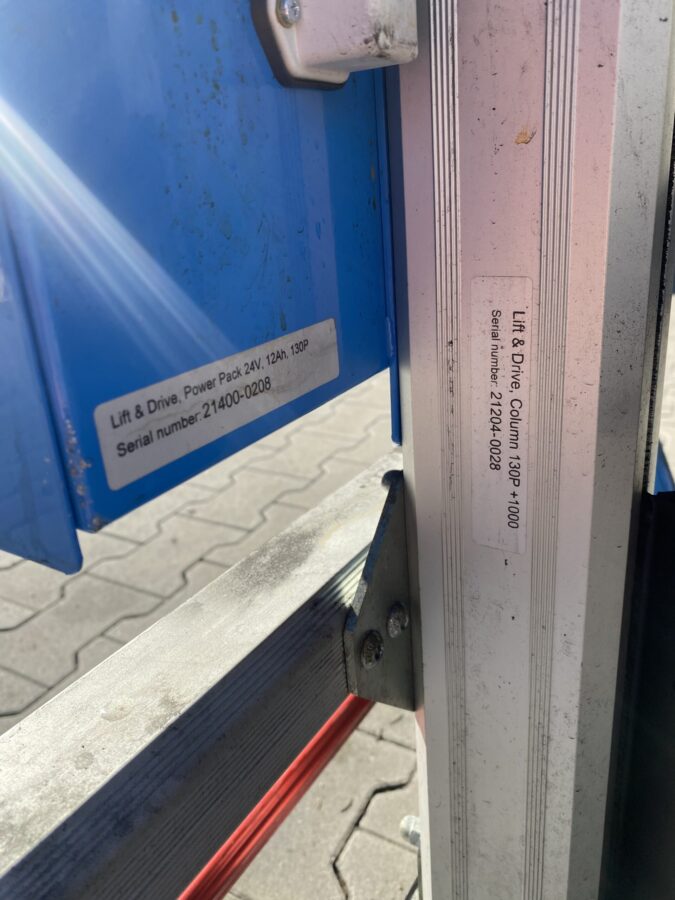 Lift & Drive, Power Pack 24V, 12Ah, 130P
Serial number: 21400-0208
Lift & Drive, Column 130P +1000
Serial number: 21204-0028